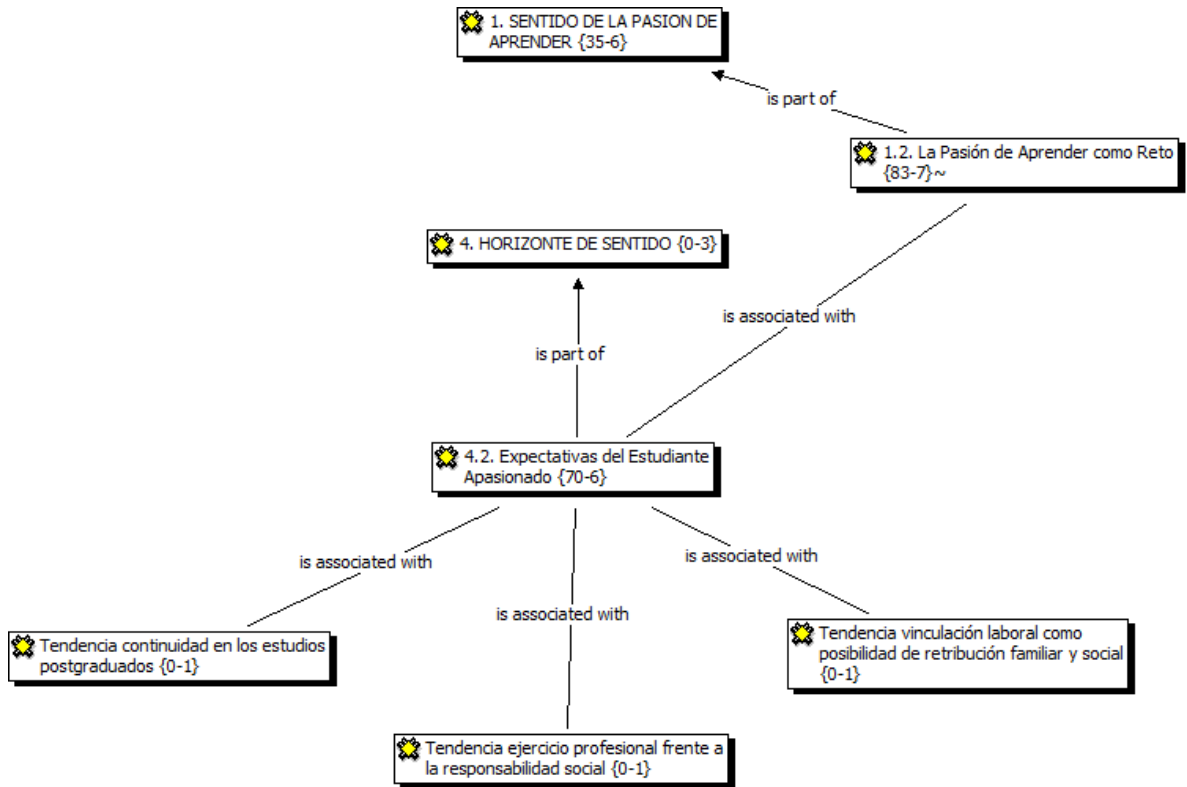 1. SENTIDO DE LA PASION DE
APRENDER {35-6}
is part of
1.2. La Pasión de Aprender como Reto
{83-7}~
4. HORIZONTE DE SENTIDO {0-3}
is associated with
is part of
4.2. Expectativas del Estudiante
Apasionado {70-6}
is associated with
is associated with
is associated with
Tendencia continuidad en los estudios
postgraduados {0-1}
Tendencia vinculación laboral como
posibilidad de retribución familiar y social
{0-1}
Tendencia ejercicio profesional frente a
la responsabilidad social {0-1}